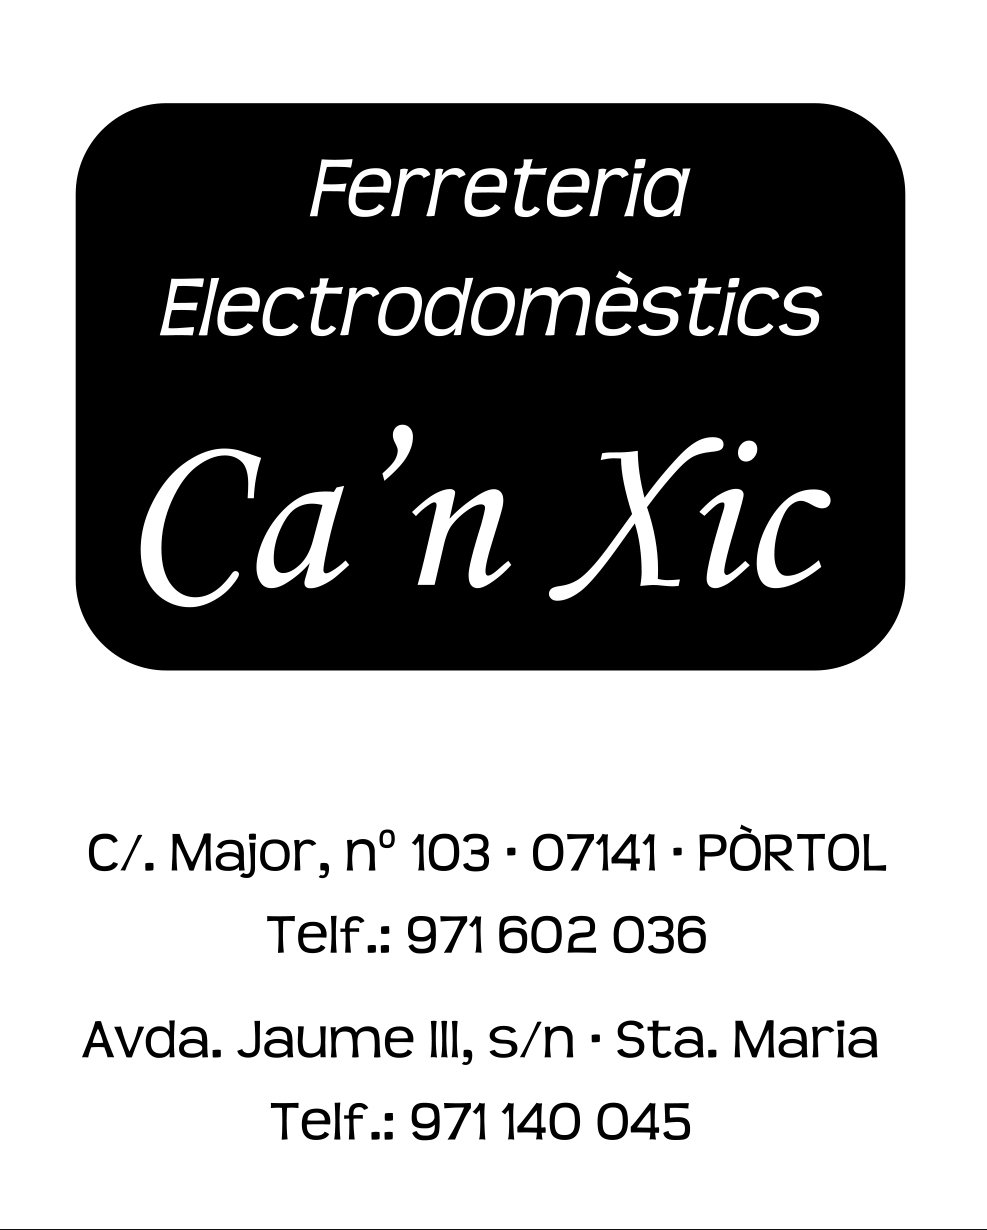 Ferreteria
Electrodomèstics
Ca’n Xic
C/. Major, nº 103 · 07141 · PÒRTOL
Telf.: 971 602 036
Avda. Jaume III, s/n · Sta. Maria
Telf.: 971 140 045